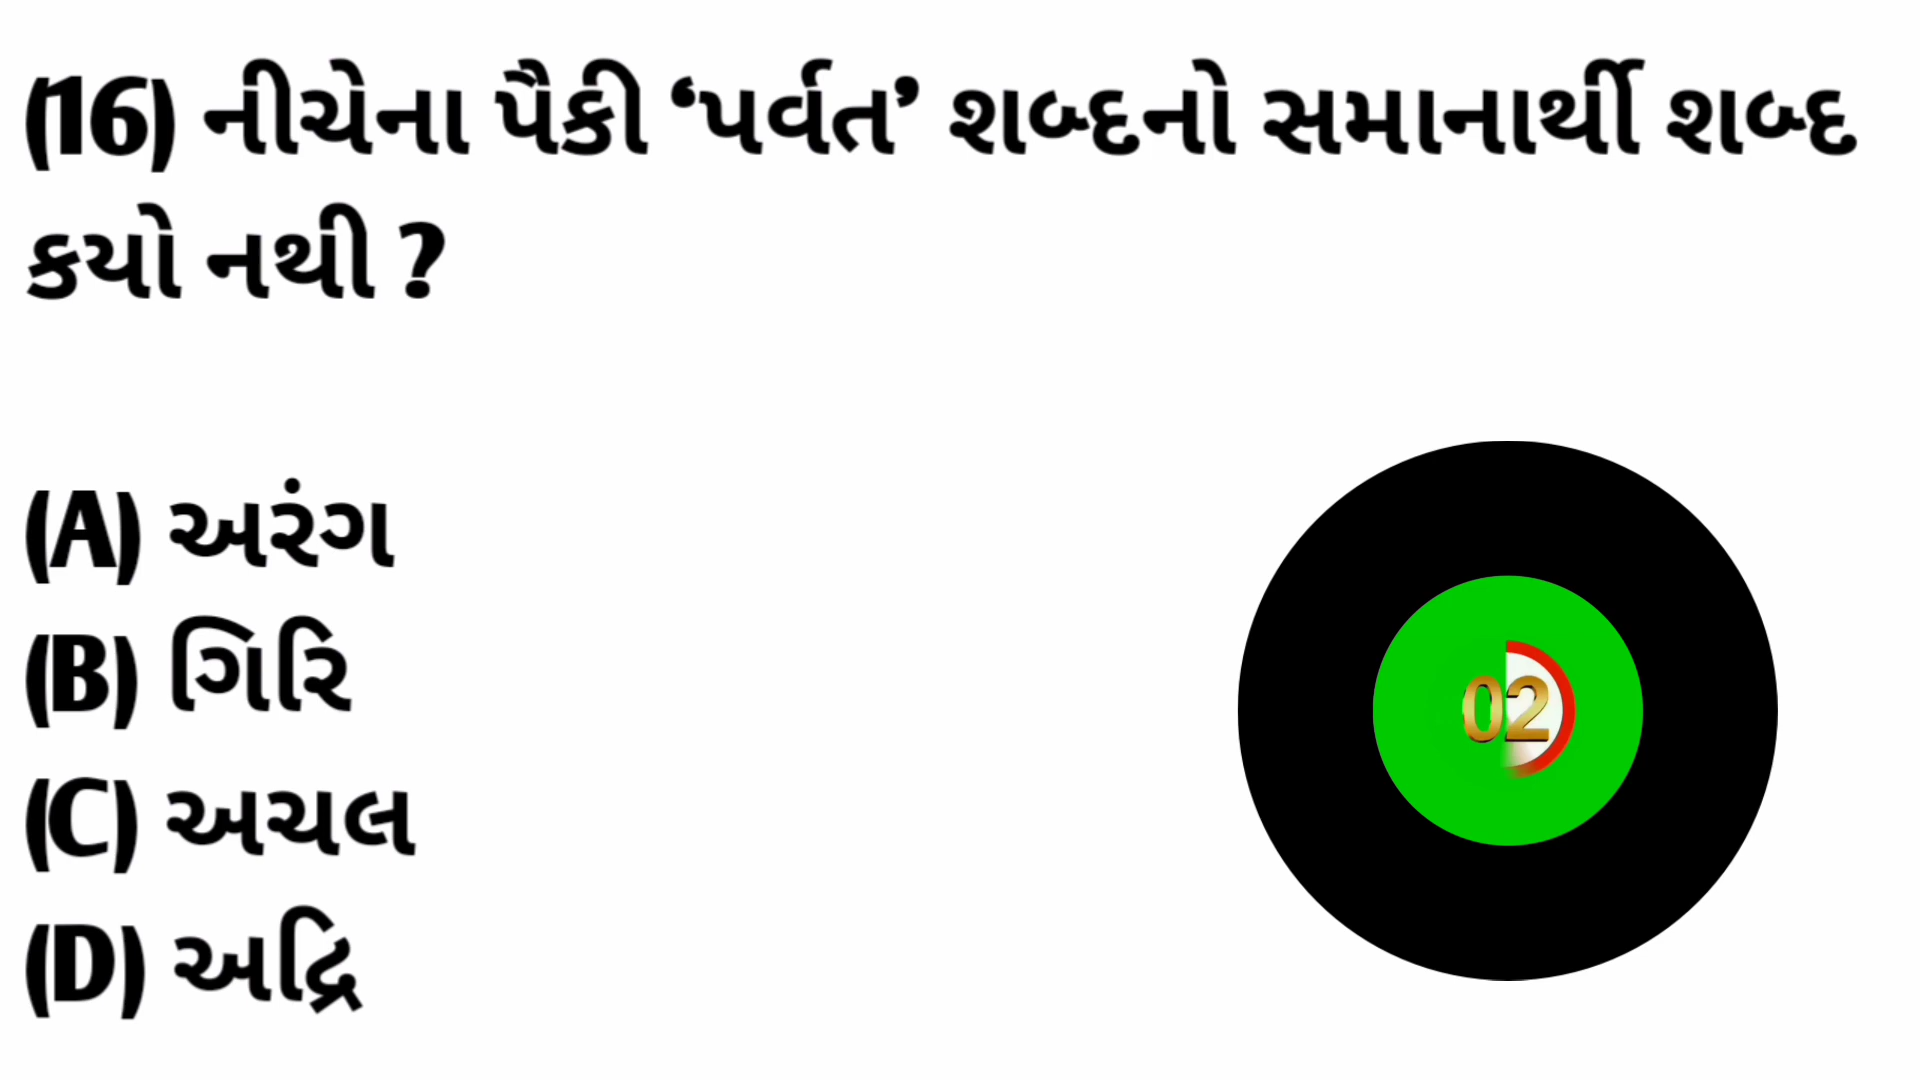 (16) નીચેના પૈકી ‘પર્વત’ શબ્દનો સમાનાર્થી શબ્દ
કયો નથી ?
(A) અરંગ
(B) ગિરિ
(C) અચલ
(D) અદ્રિ
02